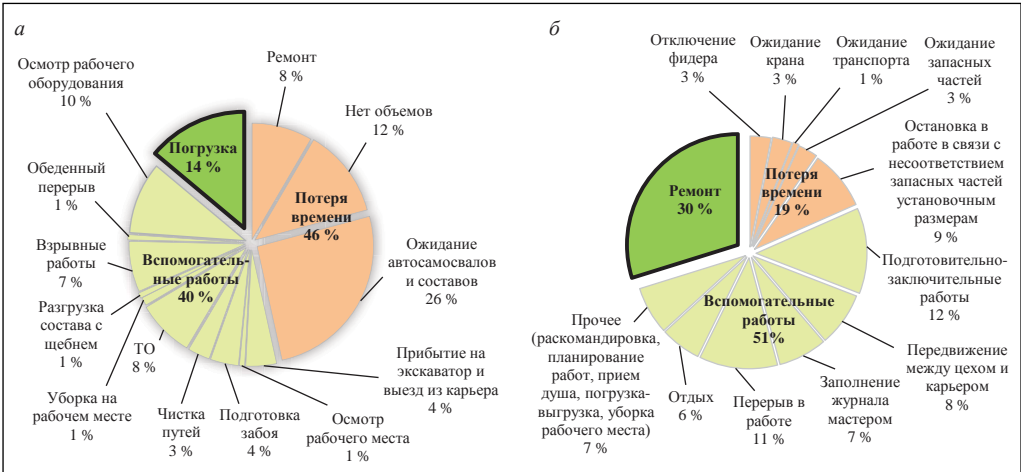 а
Ремонт
8 %
Нет объемов
12 %
Потеря
времени
46 %
Ожидание
автосамосвалов
и составов
26 %
Прибытие на
экскаватор и
выезд из карьера
4 %
Осмотр
рабочего места
1 %
Подготовка
забоя
4 %
Чистка
путей
3 %
ТО
8 %
Уборка на
рабочем месте
1 %
Разгрузка
состава с
щебнем
1 %
Взрывные
работы
7 %
Обеденный
перерыв
1 %
Осмотр рабочего
оборудования
10 %
Погрузка
14 %
Вспомогатель-
ные работы
40 %
б
Отключение
фидера
3 %
Ожидание
крана
3 %
Ожидание
транспорта
1 %
Ожидание
запасных
частей
3 %
Остановка в
работе в связи с
несоответствием
запасных частей
установочным
размерам
9 %
Потеря
времени
19 %
Подготовительно-
заключительные
работы
12 %
Передвижение
между цехом и
карьером
8 %
Заполнение
журнала
мастером
7 %
Перерыв в
работе
11 %
Отдых
6 %
Прочее
(раскомандировка,
планирование
работ, прием
душа, погрузка-
выгрузка, уборка
рабочего места)
7 %
Ремонт
30 %
Вспомогательные
работы
51%